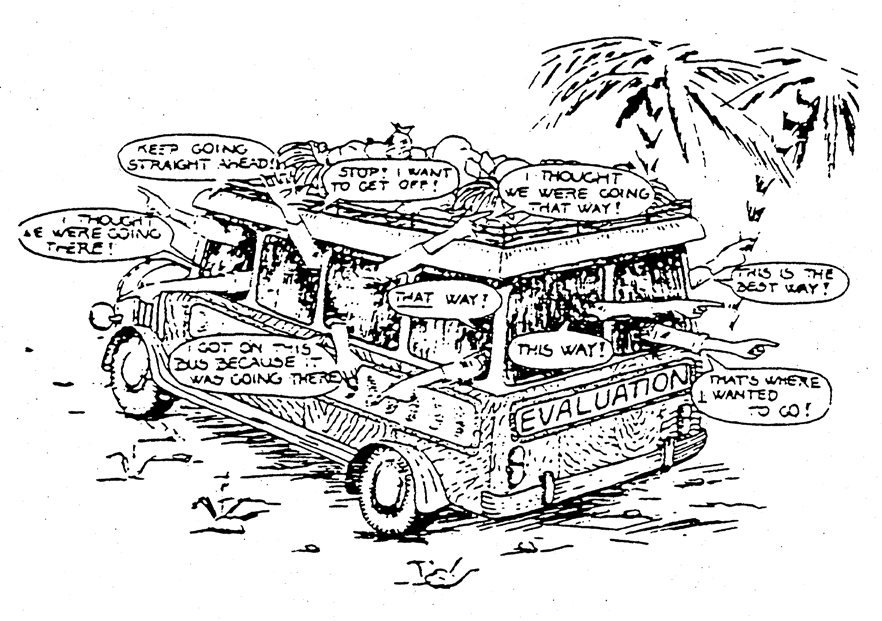 KEEP GOING
STRAIGHT AHEAD!
STOP! I WANT
TO GET OFF!
I THOUGHT
WE WERE GOING
THAT WAY!
I THOUGHT
WE WERE GOING
THERE!
THAT WAY!
THIS IS THE
BEST WAY!
I GOT ON THIS
BUS BECAUSE IT
WAS GOING THERE
THIS WAY!
THAT'S WHERE
I WANTED
TO GO!
EVALUATION